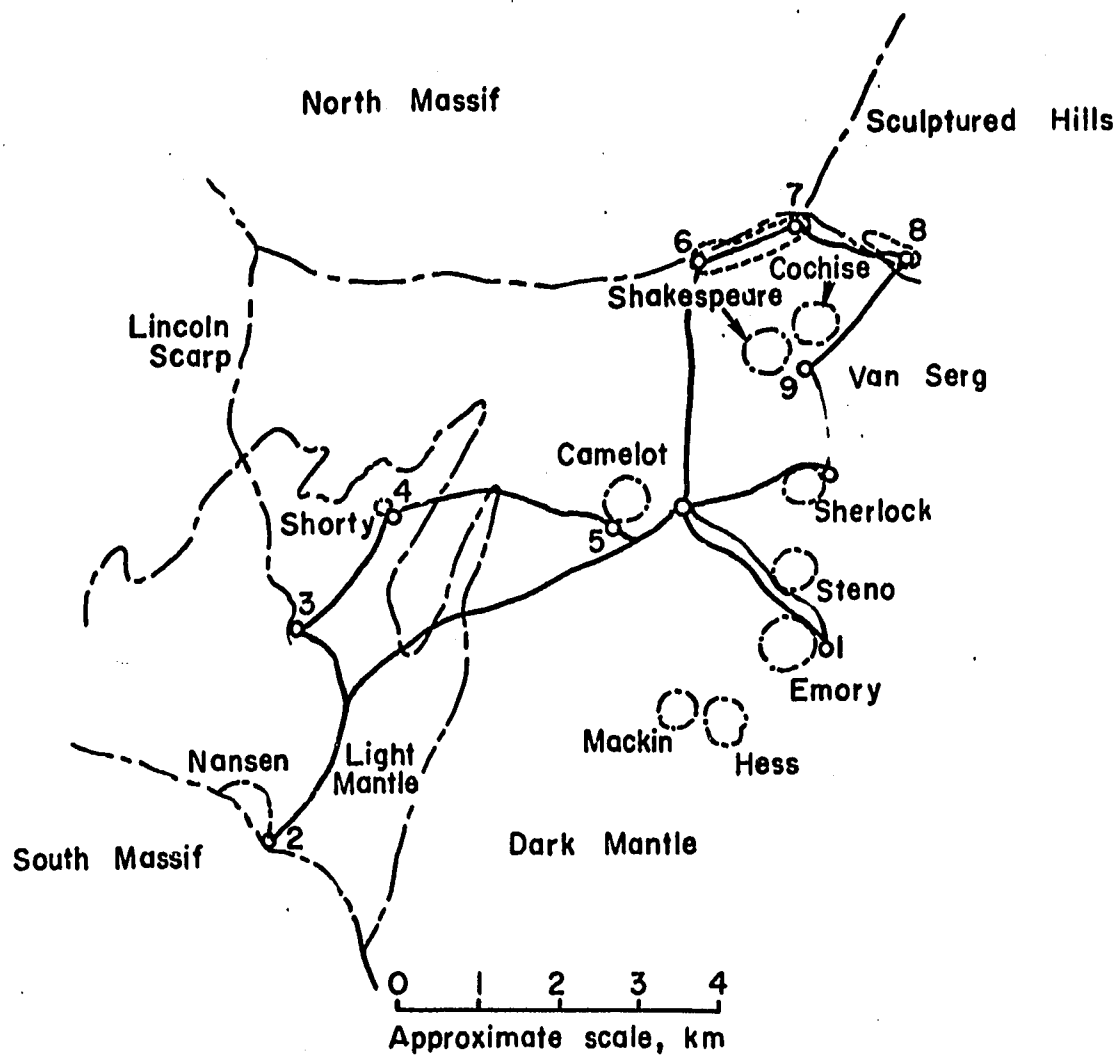 North Massif
Sculptured Hills
7
6
8
Cochise
Shakespeare
Lincoln
Scarp
9
Van Serg
Camelot
4
Shorty
5
Sherlock
3
Steno
1
Emory
Mackin
Hess
Nansen
Light
Mantle
2
South Massif
Dark Mantle
0 1 2 3 4
Approximate scale, km